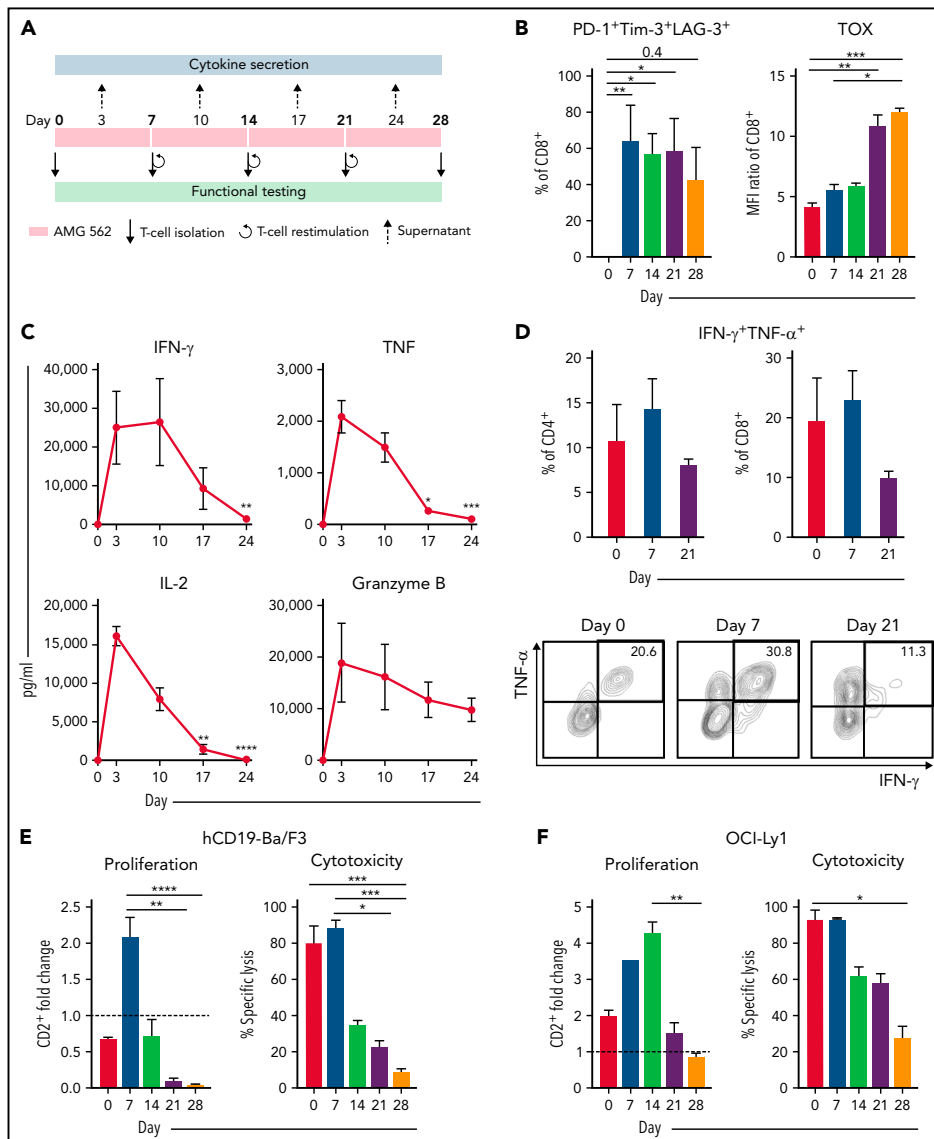 A
Cytokine secretion
Day 0 3 7 10 14 17 21 24 28
Functional testing
AMG 562 T-cell isolation T-cell restimulation Supernatant
B
PD-1+Tim-3+LAG-3+
% of CD8+
100
80
60
40
20
0
0.4
*
*
**
0 7 14 21 28
TOX
MFI ratio of CD8+
15
10
5
0
***
**
*
0 7 14 21 28
Day
C
pg/ml
IFN-γ
40,000
30,000
20,000
10,000
0
**
0 3 10 17 24
TNF
3,000
2,000
1,000
0
*
***
0 3 10 17 24
IL-2
20,000
15,000
10,000
5,000
0
**
****
0 3 10 17 24
Granzyme B
30,000
20,000
10,000
0
0 3 10 17 24
Day
D
IFN-γ+TNF-α+
% of CD4+
20
15
10
5
0
0 7 21
% of CD8+
40
30
20
10
0
0 7 21
Day
Day 0 Day 7 Day 21
20.6 30.8 11.3
TNF-α
IFN-γ
E
hCD19-Ba/F3
Proliferation
CD2+ fold change
2.5
2.0
1.5
1.0
0.5
0.0
****
**
0 7 14 21 28
Cytotoxicity
% Specific lysis
100
80
60
40
20
0
***
***
*
0 7 14 21 28
Day
F
OCI-Ly1
Proliferation
CD2+ fold change
5
4
3
2
1
0
**
0 7 14 21 28
Cytotoxicity
% Specific lysis
100
80
60
40
20
0
*
0 7 14 21 28
Day